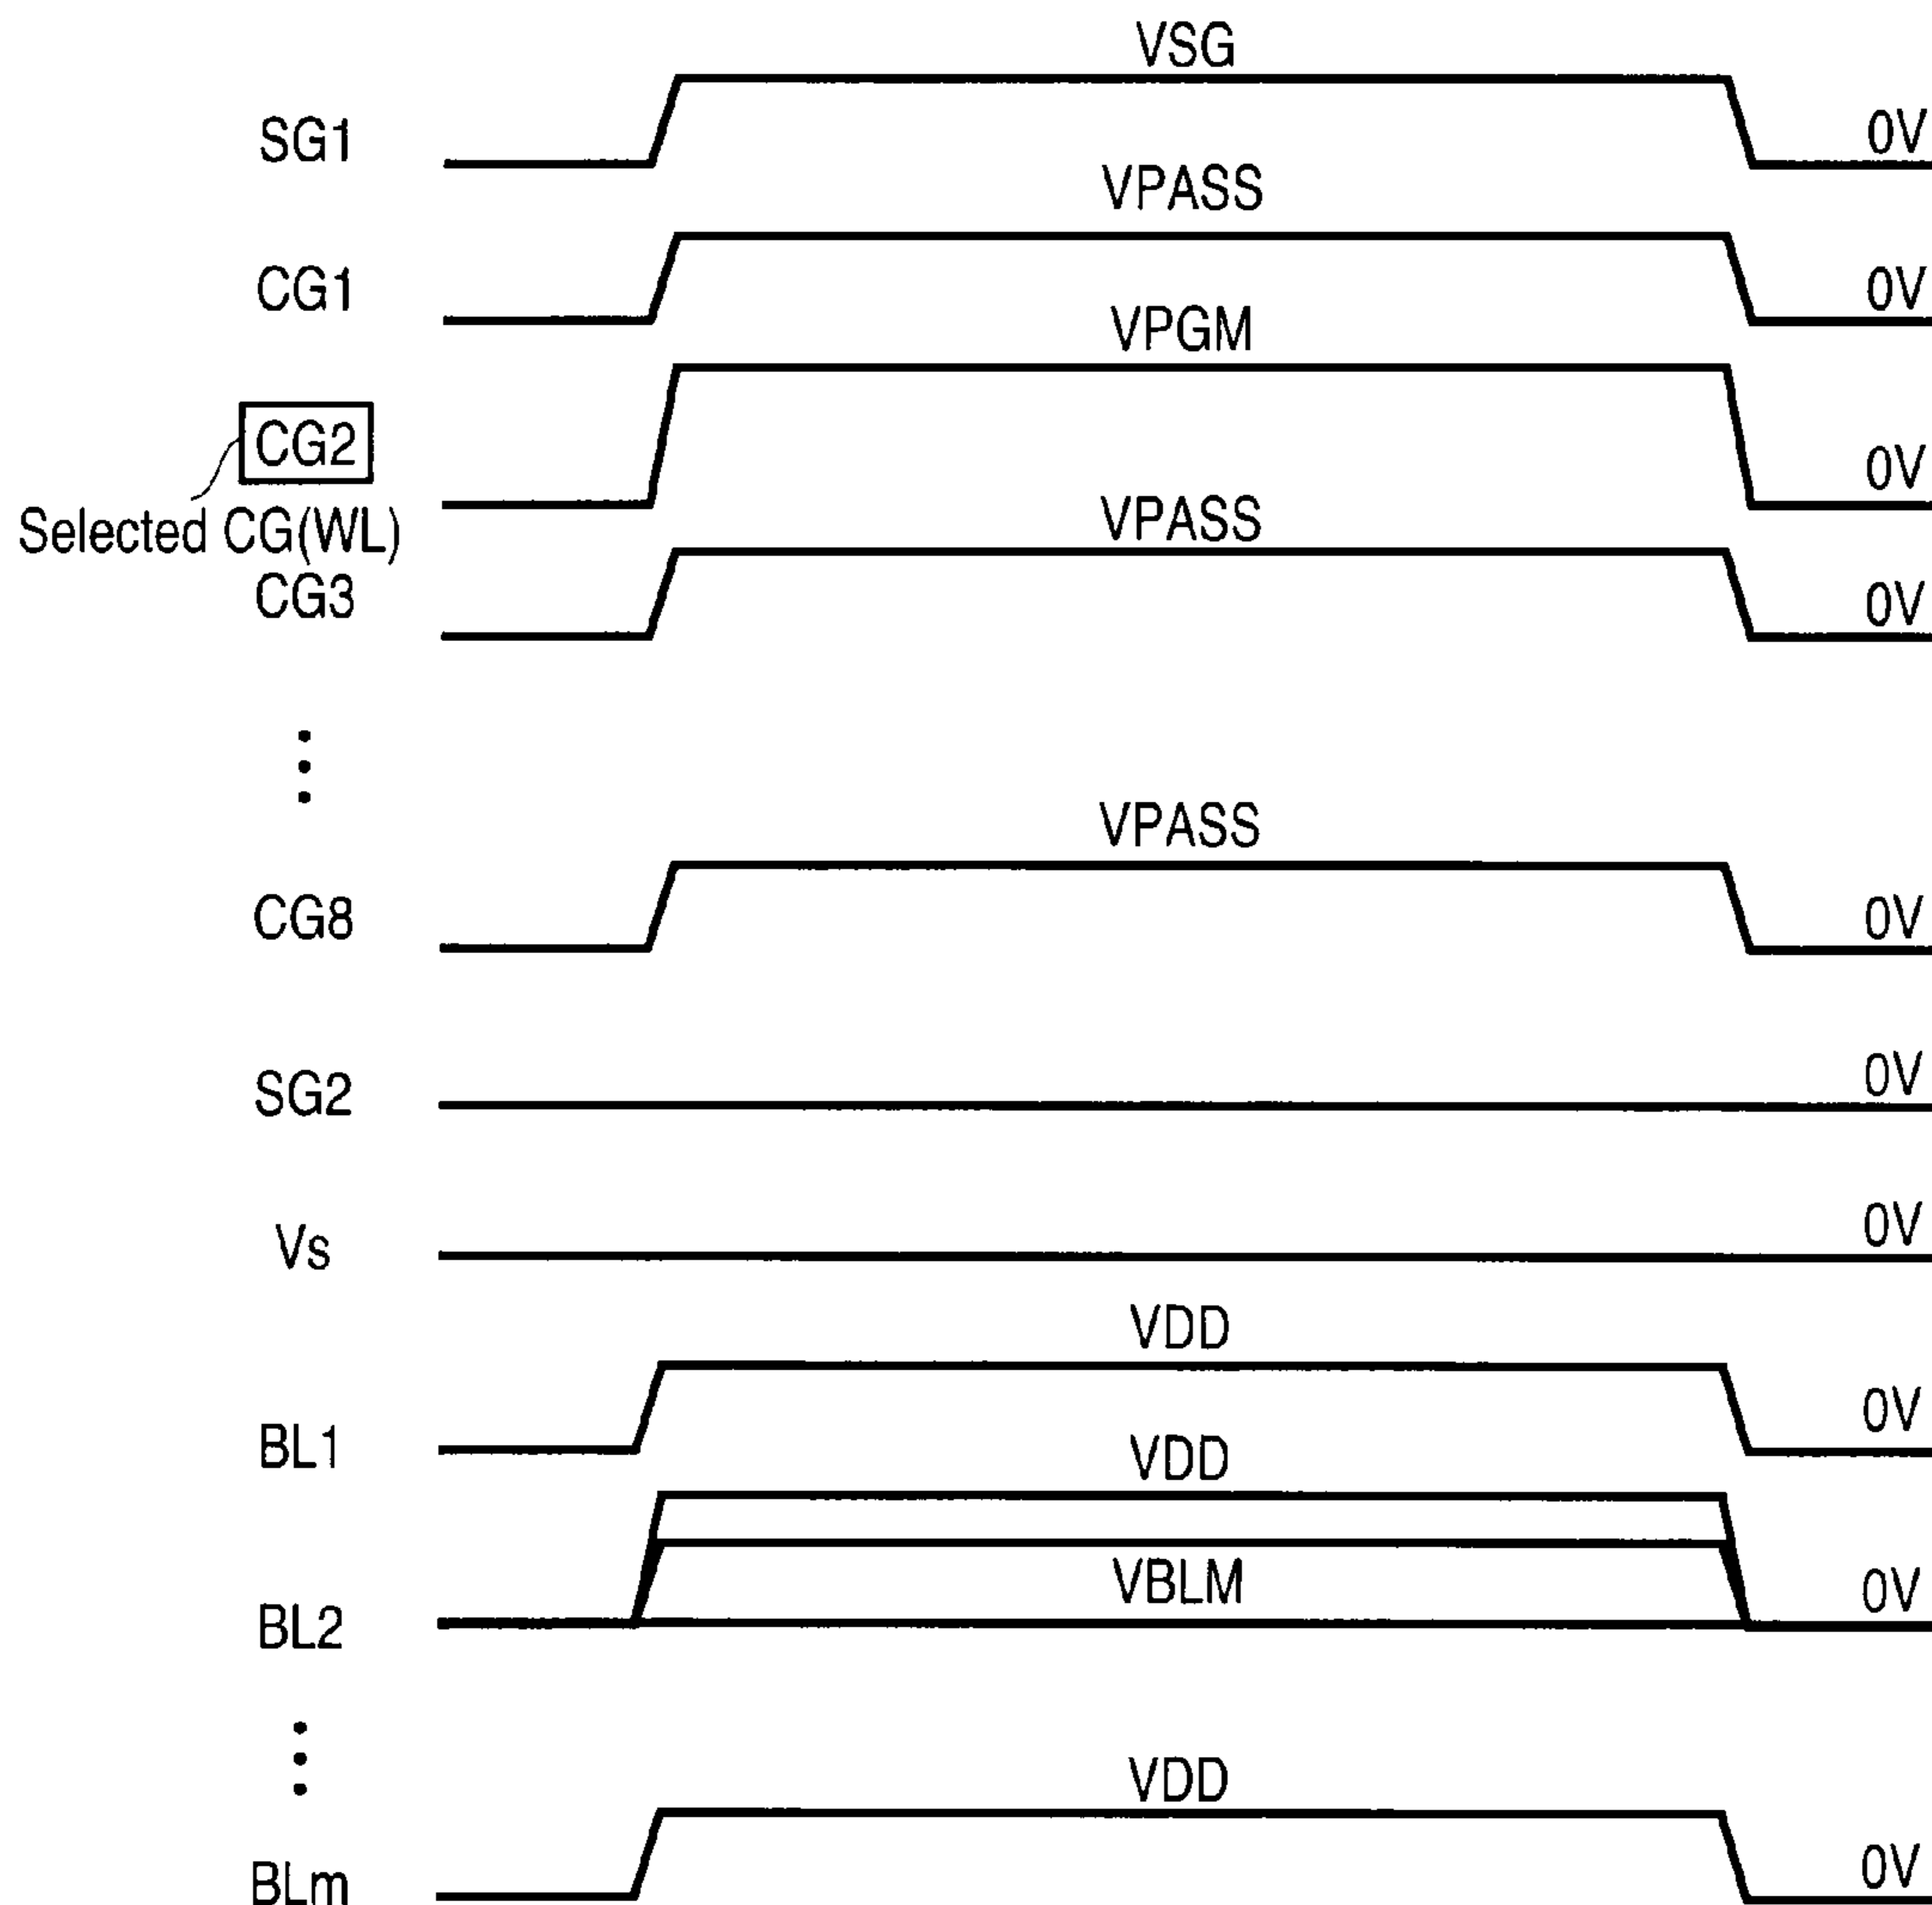 VSG
SG1 0V
VPASS
CG1 0V
VPGM
CG2 0V
Selected CG(WL)
VPASS
CG3 0V
VPASS
CG8 0V
SG2 0V
Vs 0V
VDD
BL1 0V
VDD
VBLM
BL2 0V
VDD
BLm 0V